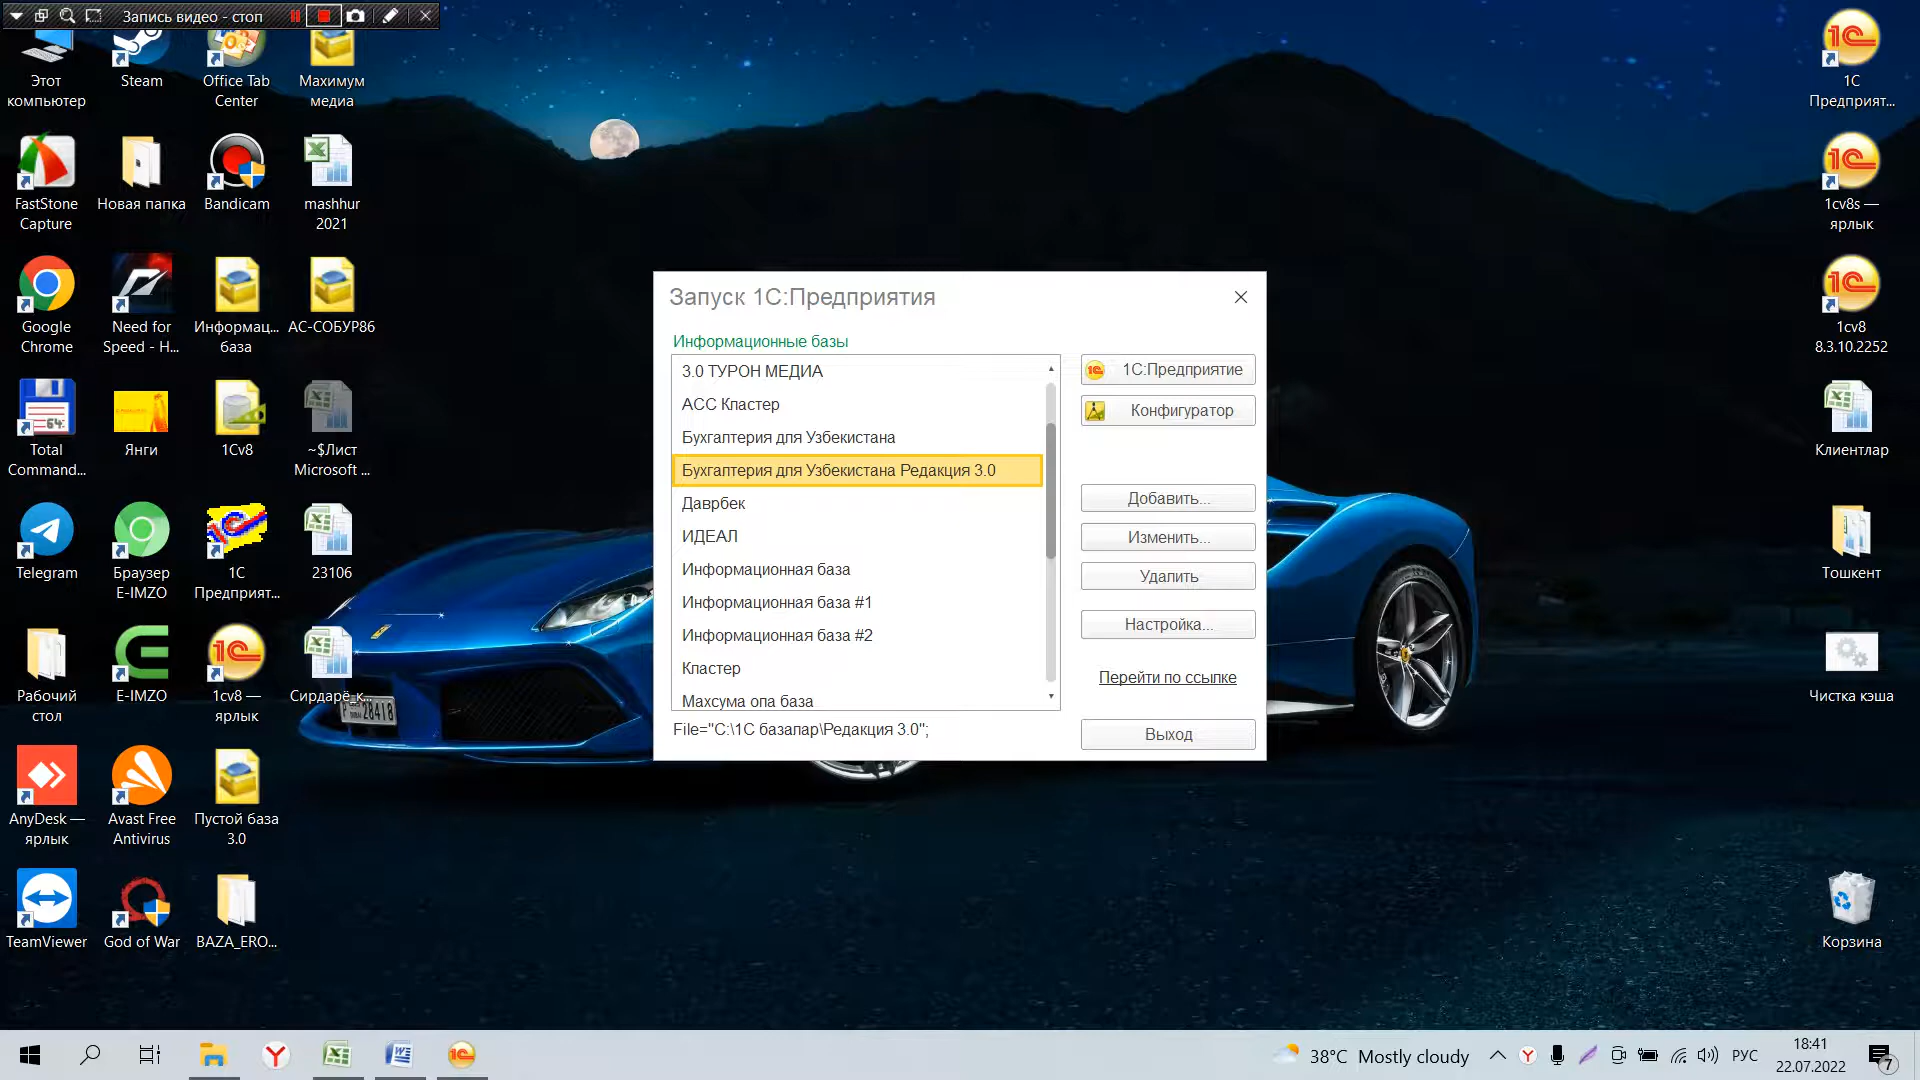 Запись видео - стоп
Этот
компьютер
Steam
Office Tab
Center
Махимум
медиа
FastStone
Capture
Новая папка
Bandicam
mashhur
2021
Google
Chrome
Need for
Speed - H...
Информац...
база
АС-СОБУР86
Total
Command...
Янги
1Cv8
~$Лист
Microsoft ...
Telegram
Браузер
E-IMZO
1С
Предприят...
23106
Рабочий
стол
E-IMZO
1cv8 —
ярлык
Сирдарё_к...
AnyDesk —
ярлык
Avast Free
Antivirus
Пустой база
3.0
TeamViewer
God of War
BAZA_ERO...
Запуск 1С:Предприятия
Информационные базы
3.0 ТУРОН МЕДИА
АСС Кластер
Бухгалтерия для Узбекистана
Бухгалтерия для Узбекистана Редакция 3.0
Даврбек
ИДЕАЛ
Информационная база
Информационная база #1
Информационная база #2
Кластер
Махсума опа база
File="C:\1С базалар\Редакция 3.0";
1С:Предприятие
Конфигуратор
Добавить...
Изменить...
Удалить
Настройка...
Перейти по ссылке
Выход
1С
Предприят...
1cv8s —
ярлык
1cv8
8.3.10.2252
Клиентлар
Тошкент
Чистка кэша
Корзина
38°C Mostly cloudy
РУС
18:41
22.07.2022
7